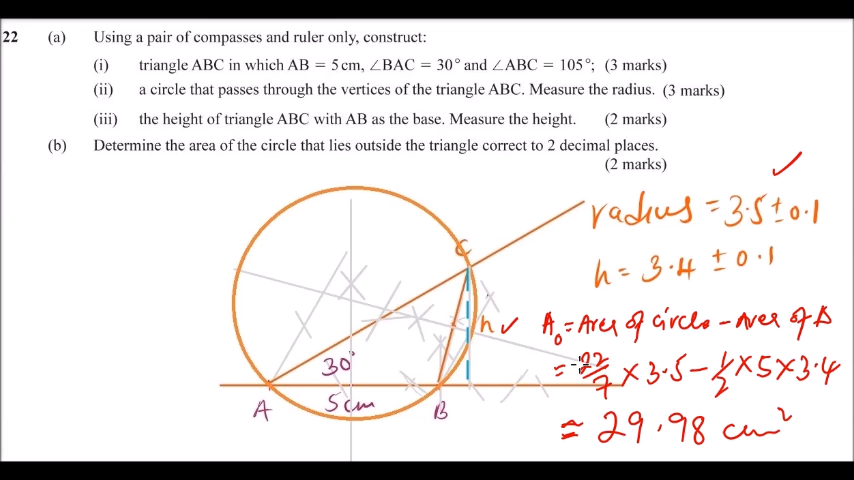 22 (a) Using a pair of compasses and ruler only, construct:
(i) triangle ABC in which AB = 5 cm, ∠BAC = 30° and ∠ABC = 105°; (3 marks)
(ii) a circle that passes through the vertices of the triangle ABC. Measure the radius. (3 marks)
(iii) the height of triangle ABC with AB as the base. Measure the height. (2 marks)
(b) Determine the area of the circle that lies outside the triangle correct to 2 decimal places.
(2 marks)
radius = 3.5 ± 0.1
C
h = 3.4 ± 0.1
h ✓
A₀ = Area of circle - Area of Δ
30°
= 22/7 × 3.5 - 1/2 × 5 × 3.4
A 5cm B
= 29.98 cm²